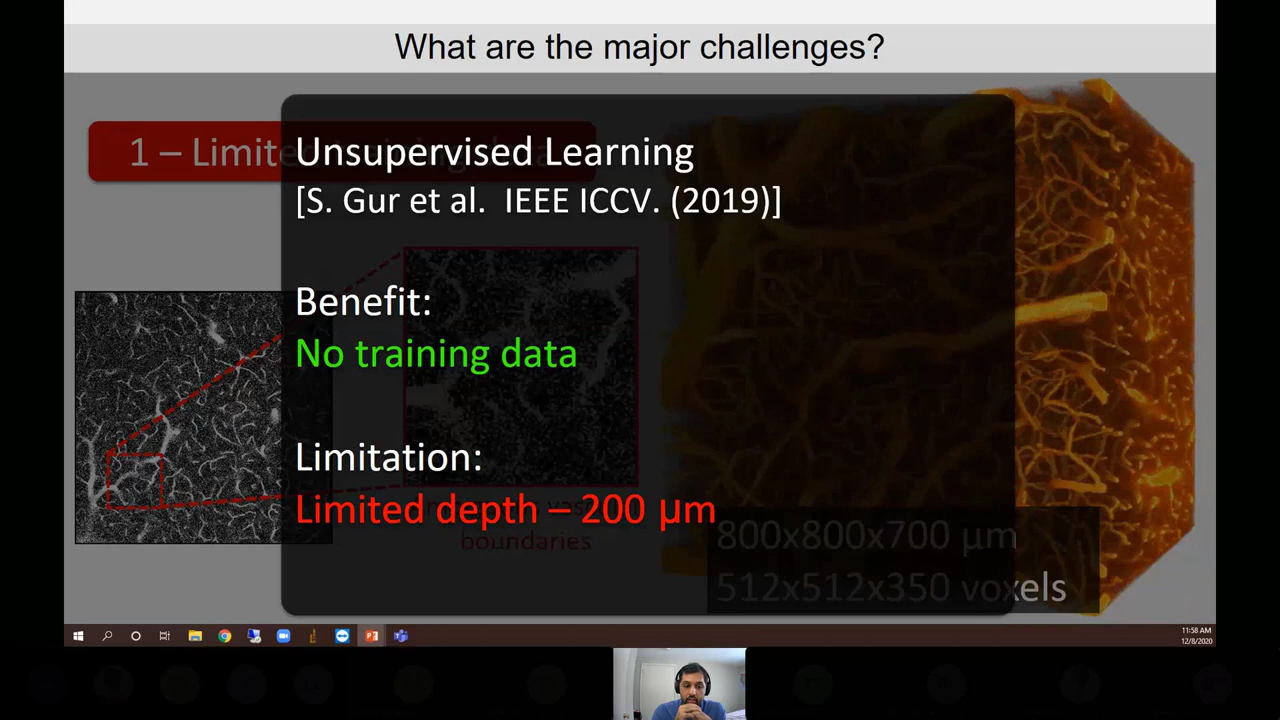 What are the major challenges?
1 – Limite
Unsupervised Learning
[S. Gur et al.  IEEE ICCV. (2019)]
Benefit:
No training data
Limitation:
Limited depth – 200 µm
boundaries
800x800x700 µm
512x512x350 voxels
11:58 AM
12/8/2020